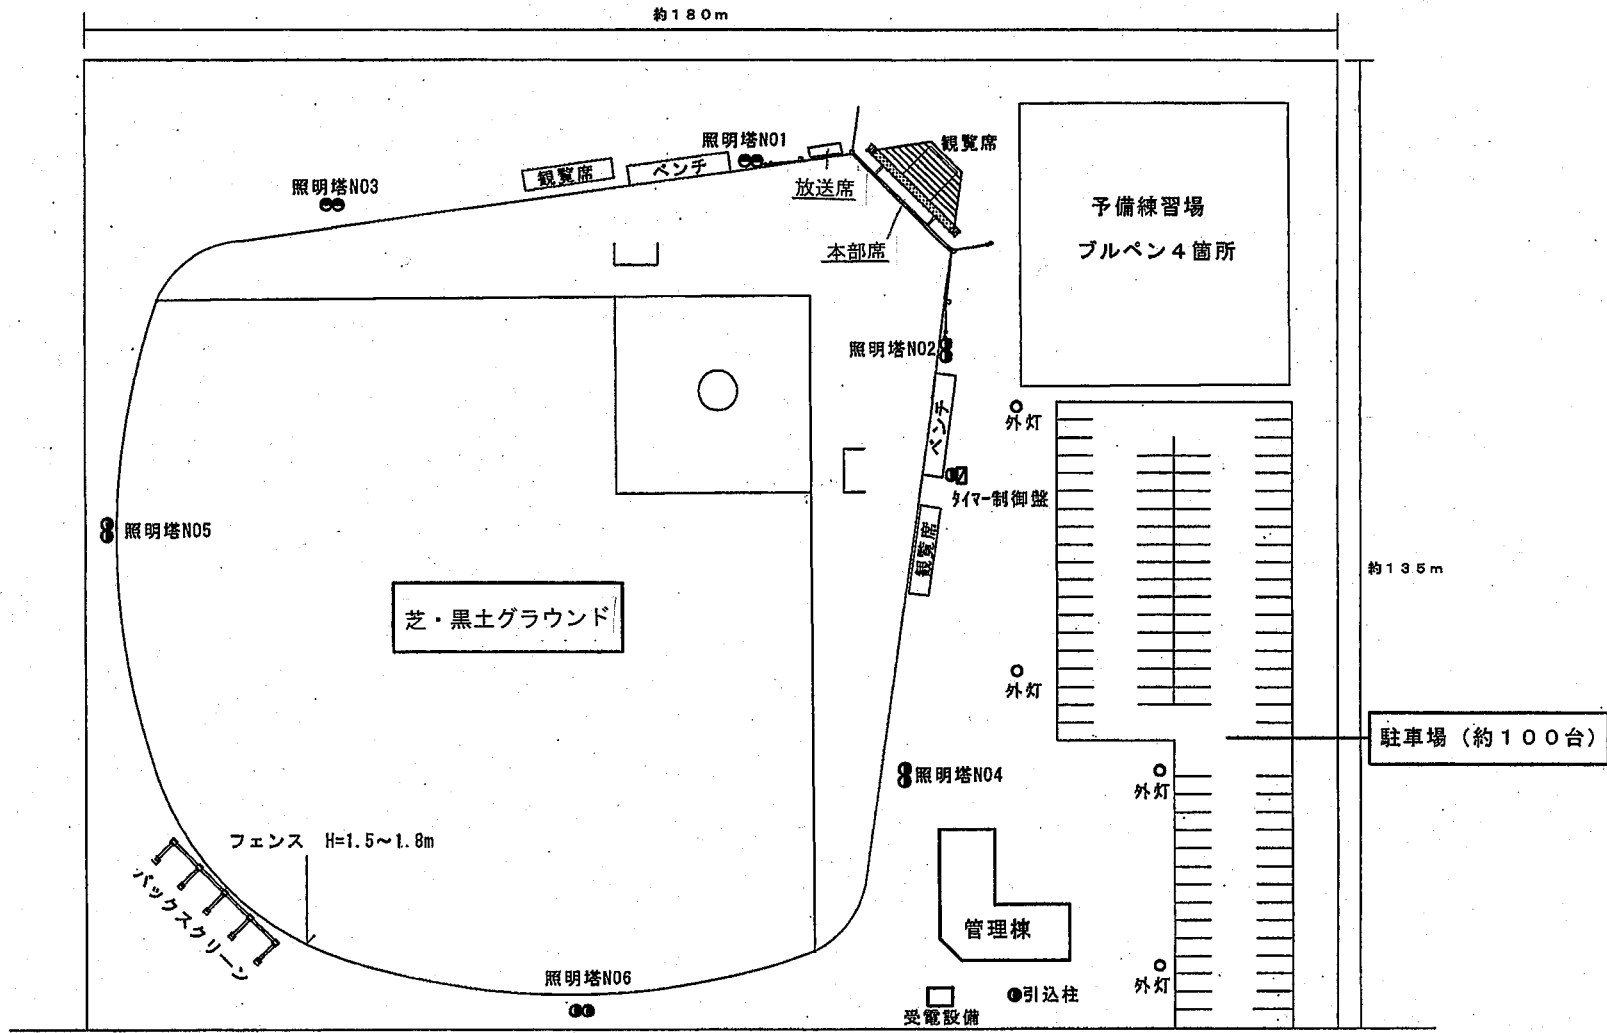 約180m
照明塔NO1
観覧席
照明塔NO3
観覧席
ベンチ
放送席
本部席
予備練習場
ブルペン4箇所
照明塔NO2
ベンチ
外灯
タイマー制御盤
照明塔NO5
観覧席
約135m
芝・黒土グラウンド
外灯
駐車場（約100台）
照明塔NO4
外灯
フェンス H=1.5～1.8m
バックスクリーン
管理棟
照明塔NO6
外灯
引込柱
受電設備